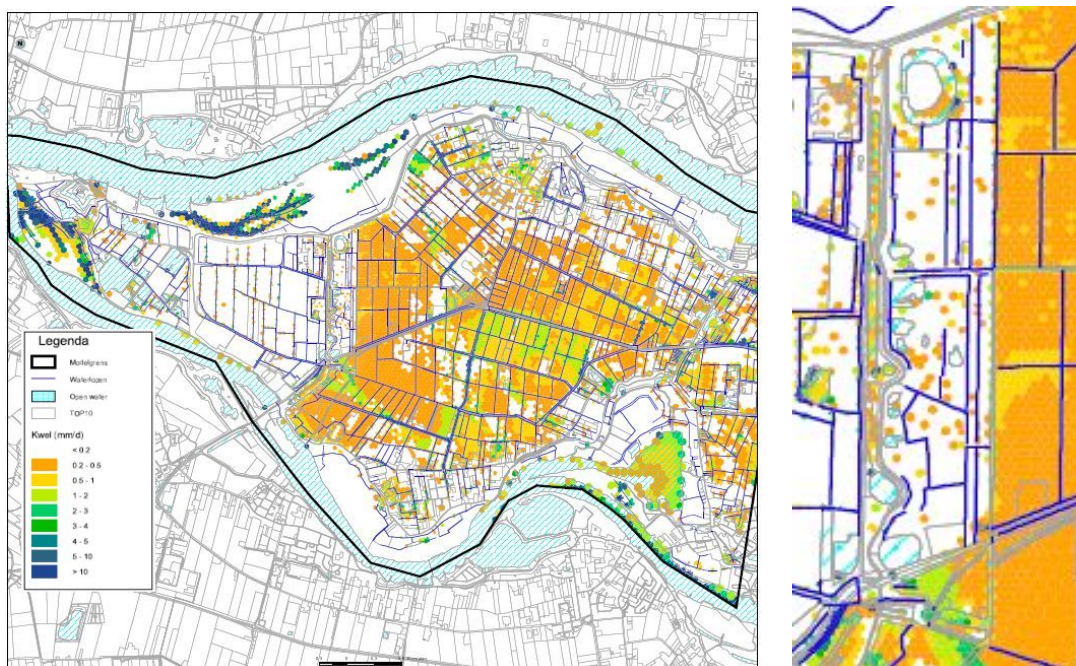 N
Legenda
Modelgrens
Waterlopen
Open water
TOP10
Kwel (mm/d)
< 0.2
0.2 - 0.5
0.5 - 1
1 - 2
2 - 3
3 - 4
4 - 5
5 - 10
> 10